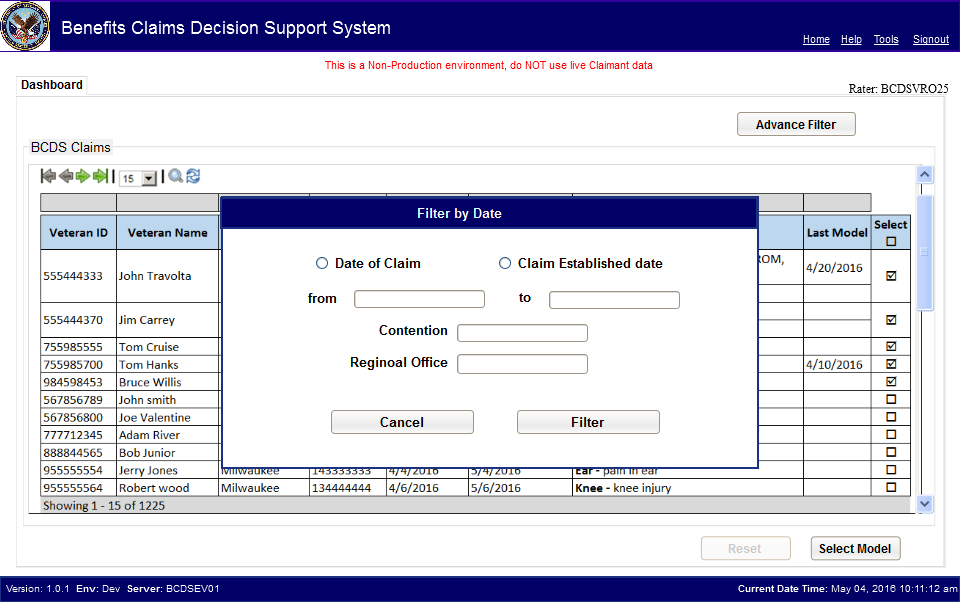 Benefits Claims Decision Support System
Home Help Tools Signout
This is a Non-Production environment, do NOT use live Claimant data
Dashboard
Rater: BCDSVRO25
Advance Filter
BCDS Claims
15
Filter by Date
Veteran ID Veteran Name Last Model Select
Date of Claim Claim Established date
ROM,
555444333 John Travolta 4/20/2016
from to
555444370 Jim Carrey
Contention
755985555 Tom Cruise
Reginoal Office
755985700 Tom Hanks 4/10/2016
984598453 Bruce Willis
567856789 John smith
567856800 Joe Valentine
Cancel Filter
777712345 Adam River
888844565 Bob Junior
955555554 Jerry Jones Milwaukee 143333333 4/4/2016 5/4/2016 Ear - pain in ear
955555564 Robert wood Milwaukee 134444444 4/6/2016 5/6/2016 Knee - knee injury
Showing 1 - 15 of 1225
Reset Select Model
Version: 1.0.1 Env: Dev Server: BCDSEV01 Current Date Time: May 04, 2016 10:11:12 am